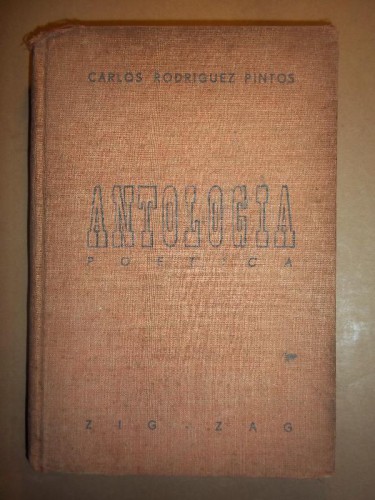 CARLOS RODRIGUEZ PINTOS
ANTOLOGIA
POETICA
ZIG-ZAG